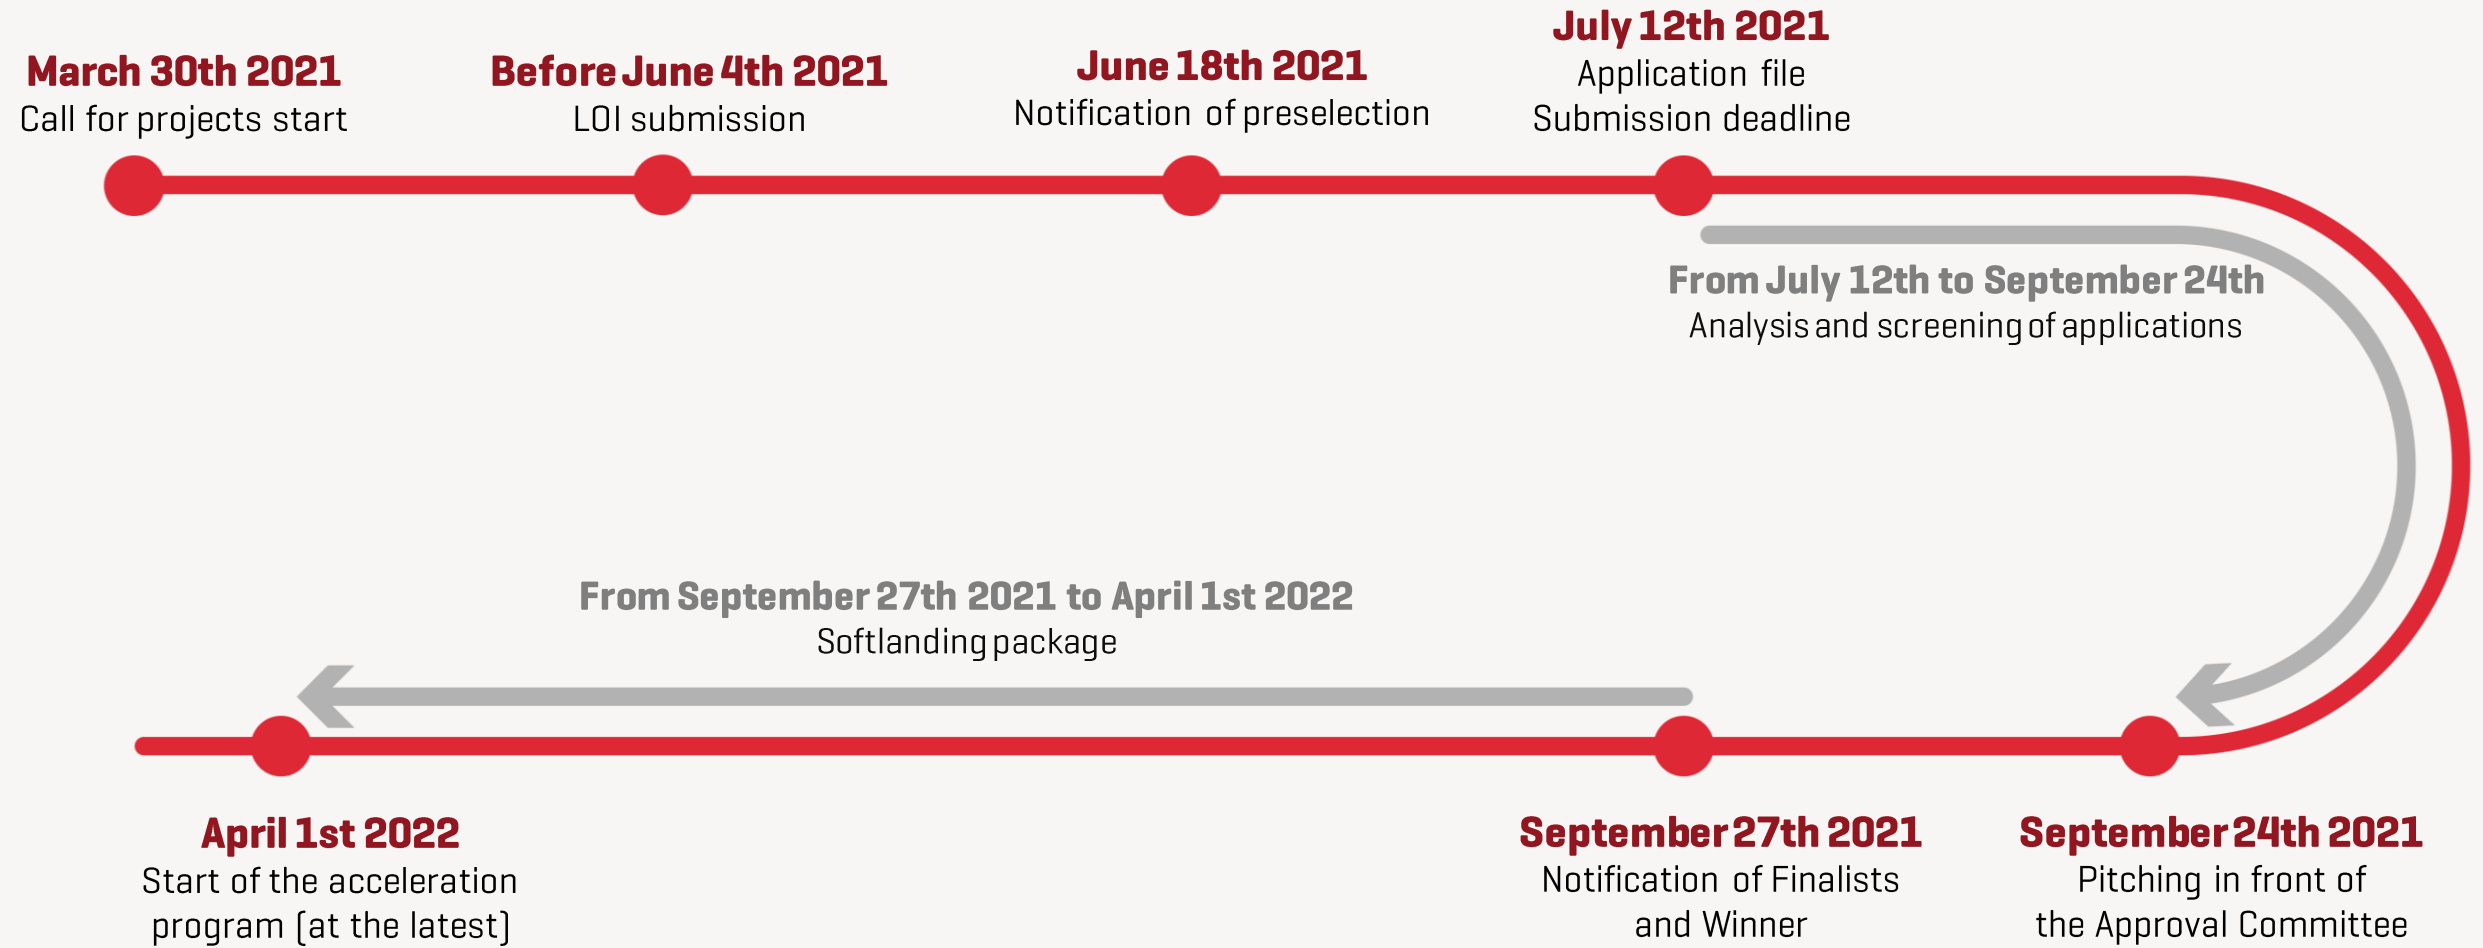 March 30th 2021
Call for projects start
Before June 4th 2021
LOI submission
June 18th 2021
Notification of preselection
July 12th 2021
Application file
Submission deadline
From July 12th to September 24th
Analysis and screening of applications
From September 27th 2021 to April 1st 2022
Softlanding package
April 1st 2022
Start of the acceleration
program (at the latest)
September 27th 2021
Notification of Finalists
and Winner
September 24th 2021
Pitching in front of
the Approval Committee